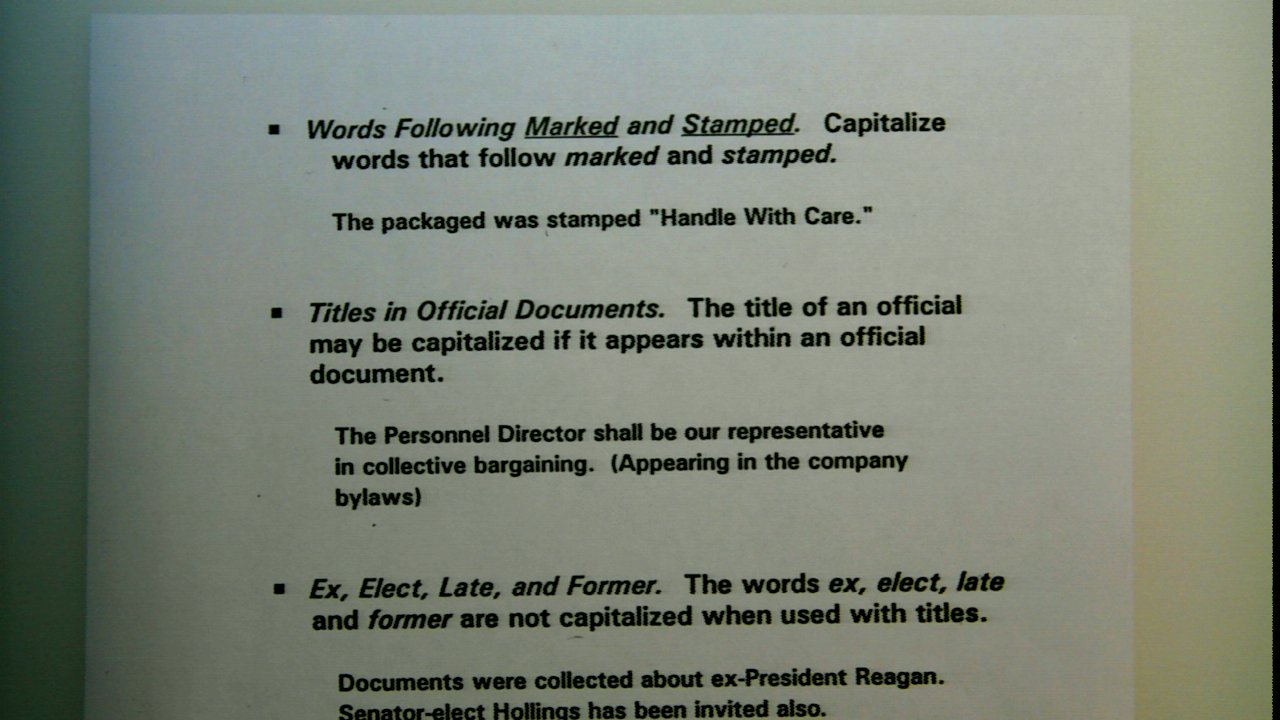 ▪ Words Following Marked and Stamped. Capitalize
words that follow marked and stamped.
The packaged was stamped "Handle With Care."
▪ Titles in Official Documents. The title of an official
may be capitalized if it appears within an official
document.
The Personnel Director shall be our representative
in collective bargaining. (Appearing in the company
bylaws)
▪ Ex, Elect, Late, and Former. The words ex, elect, late
and former are not capitalized when used with titles.
Documents were collected about ex-President Reagan.
Senator-elect Hollings has been invited also.